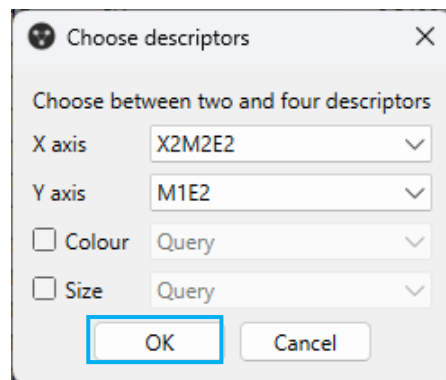 Choose descriptors
Choose between two and four descriptors
X axis X2M2E2
Y axis M1E2
Colour Query
Size Query
OK Cancel